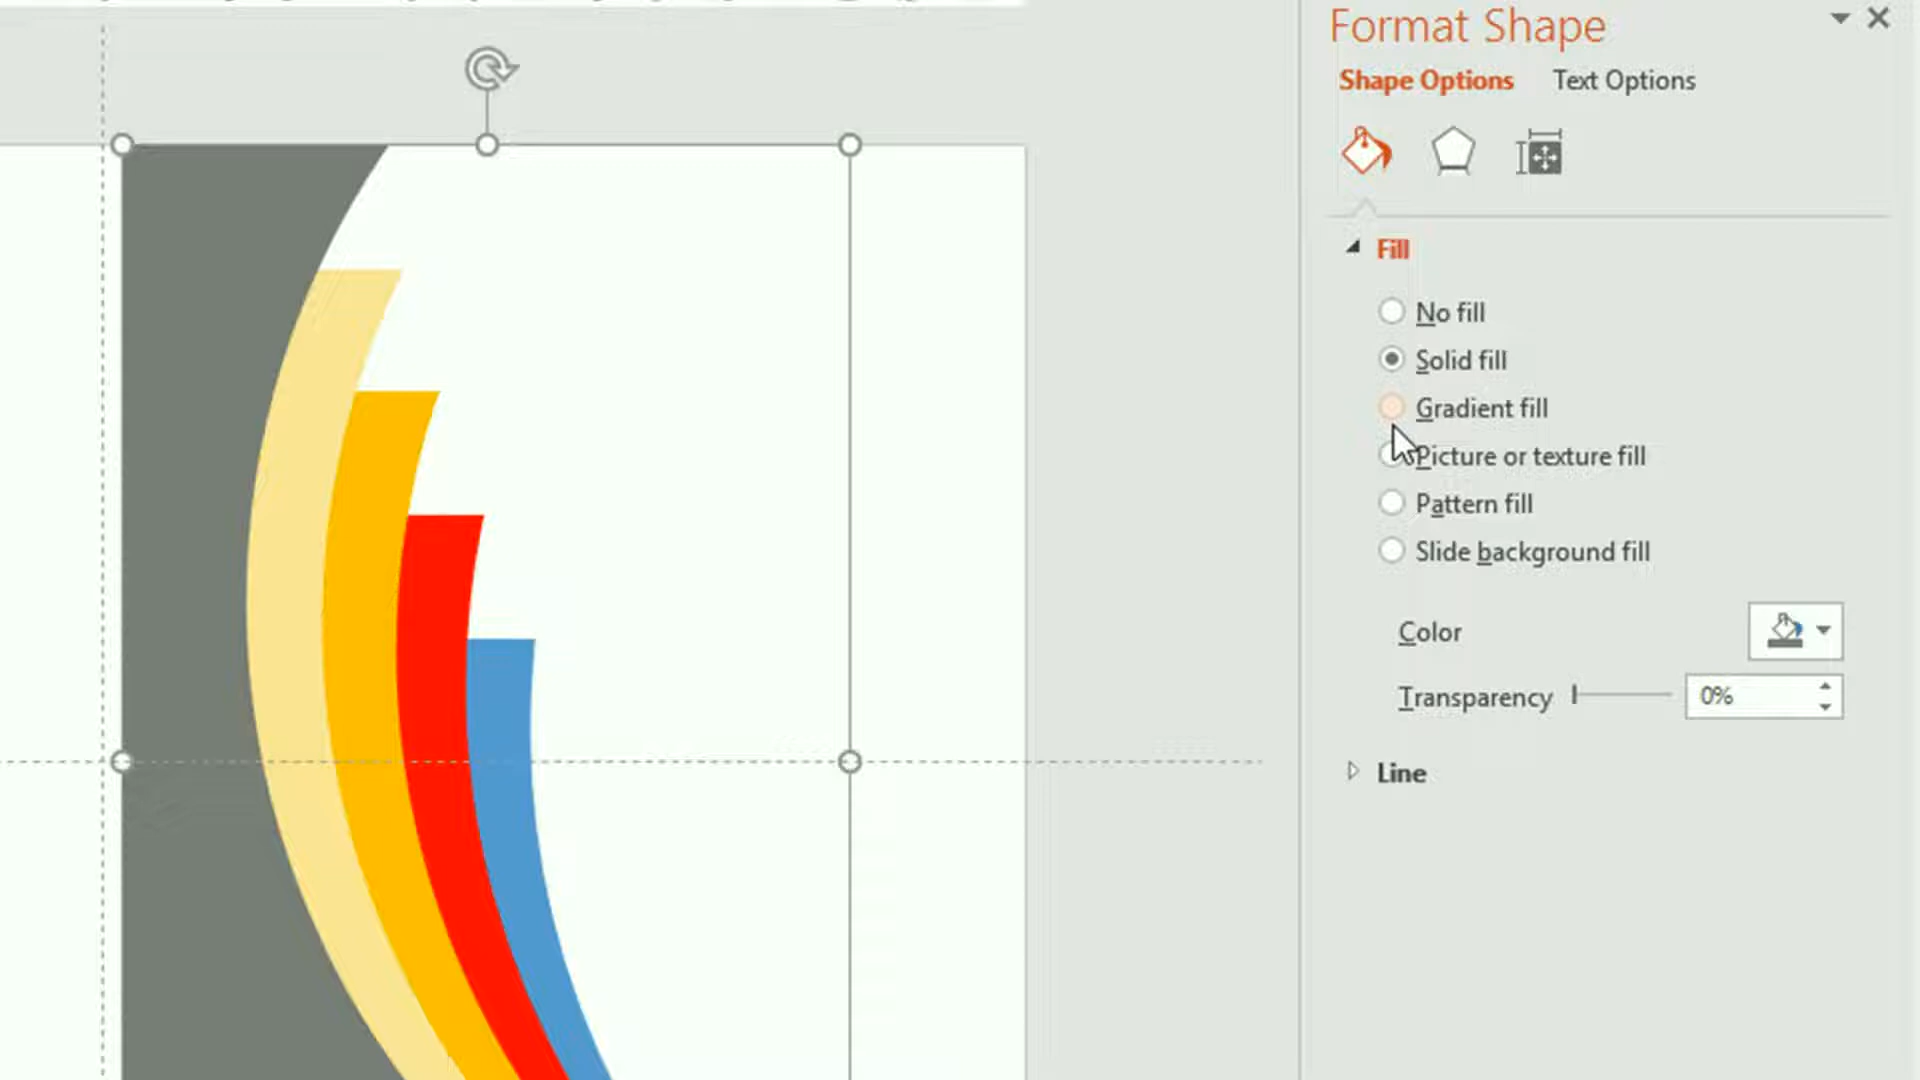 Format Shape
Shape Options Text Options
Fill
No fill
Solid fill
Gradient fill
Picture or texture fill
Pattern fill
Slide background fill
Color
Transparency 0%
Line